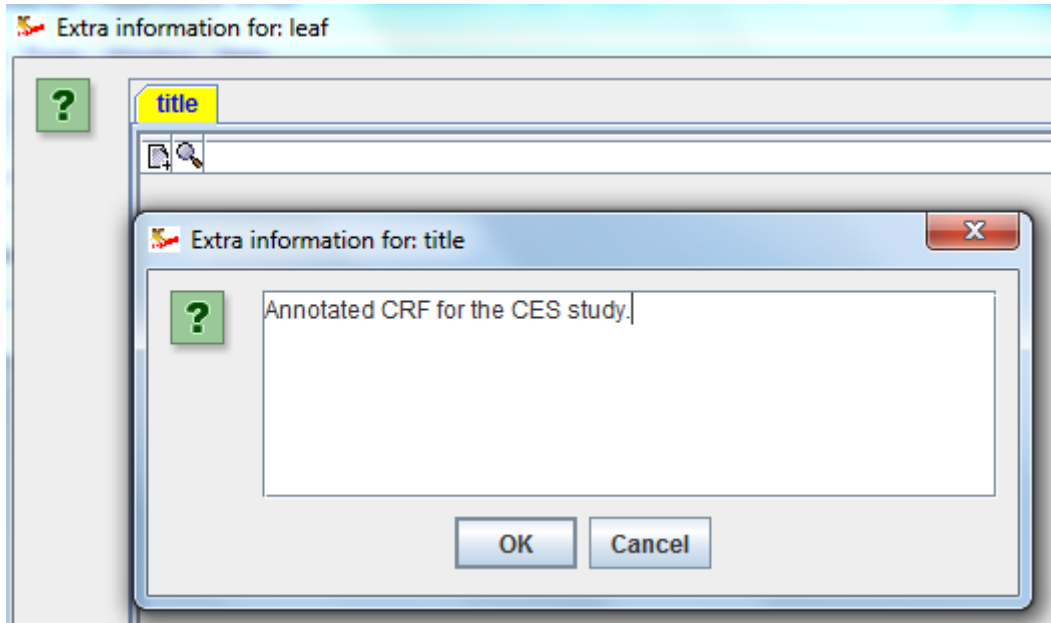 Extra information for: leaf
?
title
Extra information for: title
X
?
Annotated CRF for the CES study.
OK
Cancel